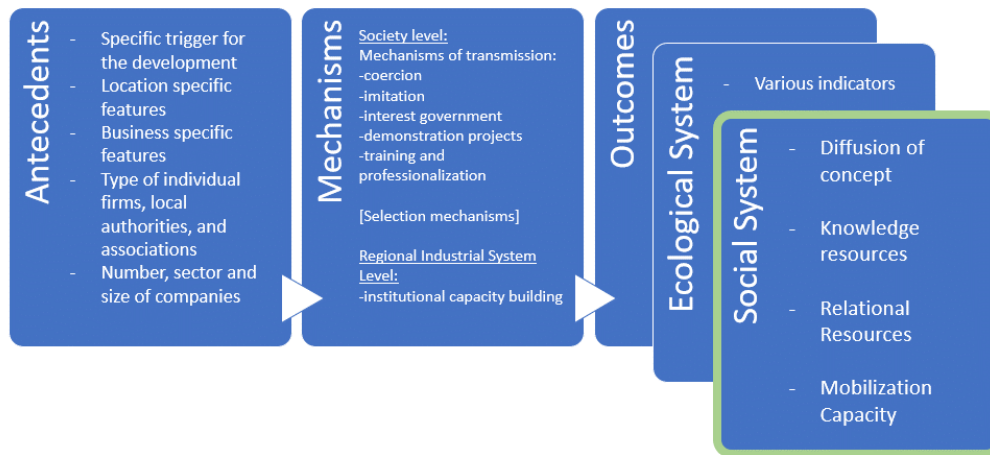 Antecedents
- Specific trigger for
the development
- Location specific
features
- Business specific
features
- Type of individual
firms, local
authorities, and
associations
- Number, sector and
size of companies
Mechanisms
Society level:
Mechanisms of transmission:
-coercion
-imitation
-interest government
-demonstration projects
-training and
professionalization
[Selection mechanisms]
Regional Industrial System
Level:
-institutional capacity building
Outcomes
Ecological System
- Various indicators
Social System
- Diffusion of
concept
- Knowledge
resources
- Relational
Resources
- Mobilization
Capacity